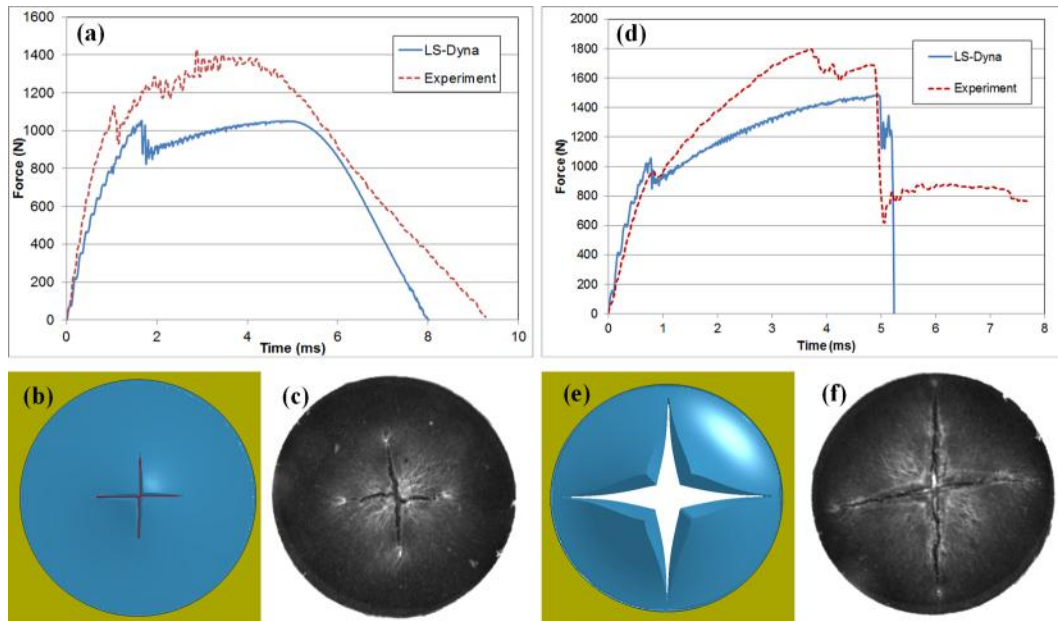 (a)
1600
1400
1200
1000
800
600
400
200
0
Force (N)
LS-Dyna
Experiment
0 2 4 6 8 10
Time (ms)
(d)
2000
1800
1600
1400
1200
1000
800
600
400
200
0
Force (N)
LS-Dyna
Experiment
0 1 2 3 4 5 6 7 8
Time (ms)
(b)
(c)
(e)
(f)